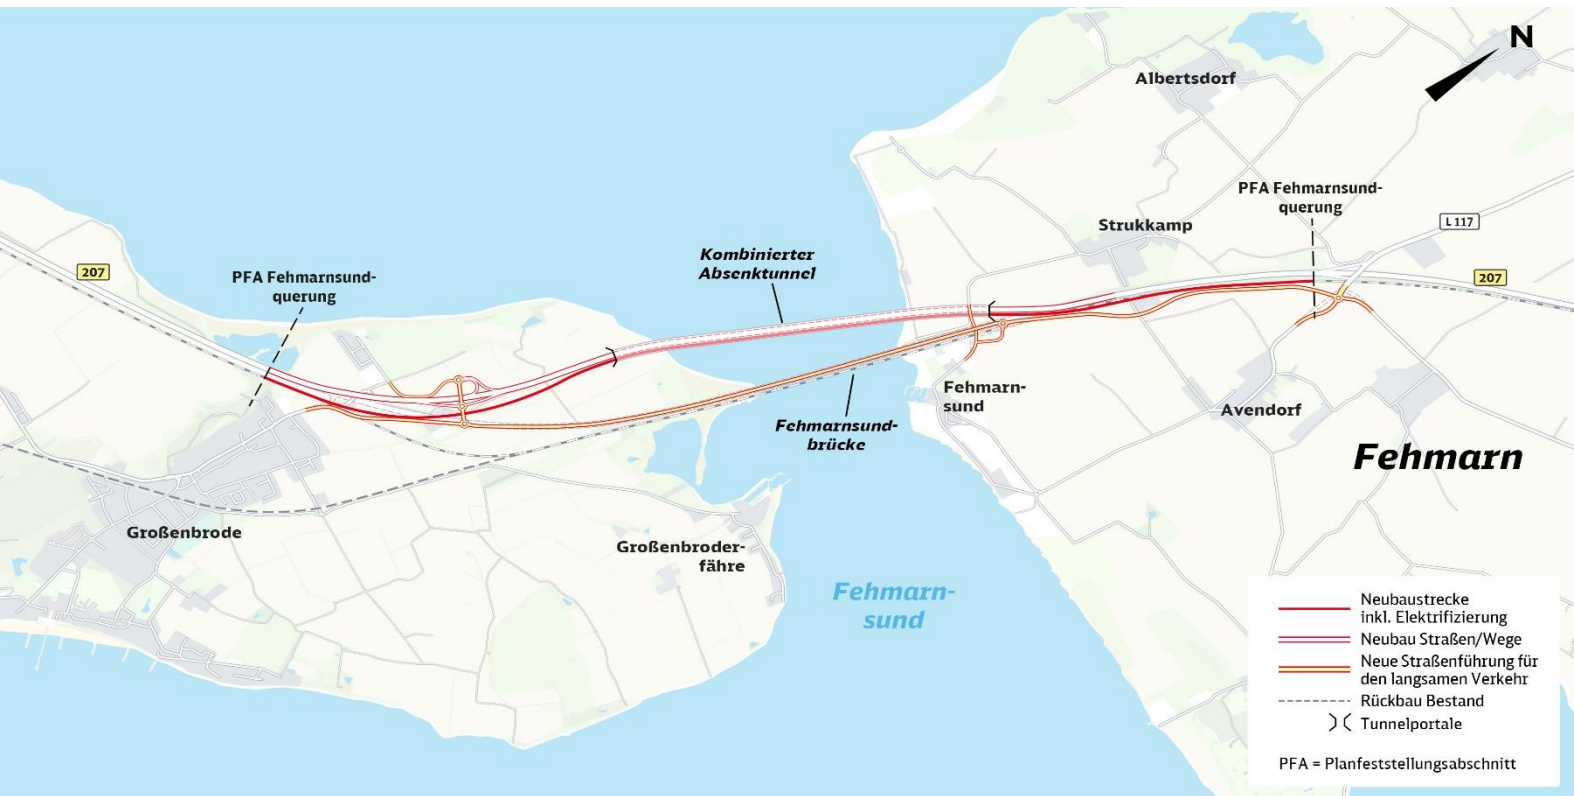 N
Albertsdorf
PFA Fehmarnsund-
querung
L 117
Strukkamp
Kombinierter
Absenktunnel
207
PFA Fehmarnsund-
querung
207
Fehmarn-
sund
Avendorf
Fehmarnsund-
brücke
Fehmarn
Großenbrode
Großenbroder-
fähre
Fehmarn-
sund
Neubaustrecke
inkl. Elektrifizierung
Neubau Straßen/Wege
Neue Straßenführung für
den langsamen Verkehr
Rückbau Bestand
Tunnelportale
PFA = Planfeststellungsabschnitt